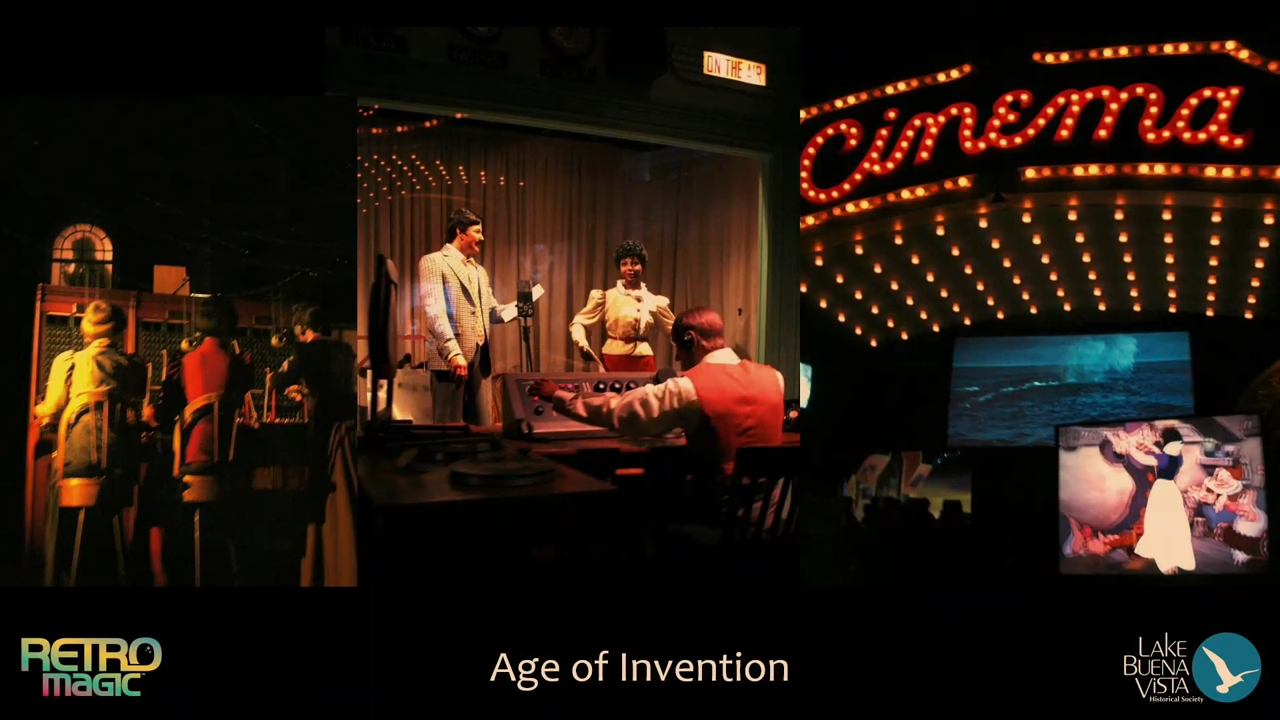 ON THE AIR
Cinema
RETRO
MAGIC
Age of Invention
LAKE
BUENA
VISTA
Historical Society